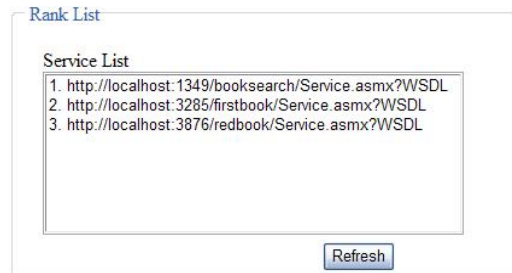 Rank List
Service List
1. http://localhost:1349/booksearch/Service.asmx?WSDL
2. http://localhost:3285/firstbook/Service.asmx?WSDL
3. http://localhost:3876/redbook/Service.asmx?WSDL
Refresh